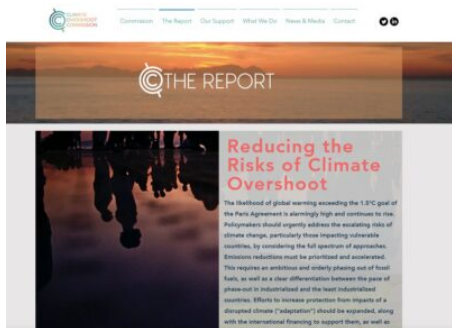 CLIMATE
OVERSHOOT
COMMISSION
Commission The Report Our Support What We Do News & Media Contact
THE REPORT
Reducing the
Risks of Climate
Overshoot
The likelihood of global warming exceeding the 1.5°C goal of
the Paris Agreement is alarmingly high and continues to rise.
Policymakers should urgently address the escalating risks of
climate change, particularly those impacting vulnerable
countries, by considering the full spectrum of approaches.
Emissions reductions must be prioritized and accelerated.
This requires an ambitious and orderly phasing out of fossil
fuels, as well as a clear differentiation between the pace of
phase-out in industrialized and the least industrialized
countries. Efforts to increase protection from impacts of a
disrupted climate ("adaptation") should be expanded, along
with the international financing to support them, as well as